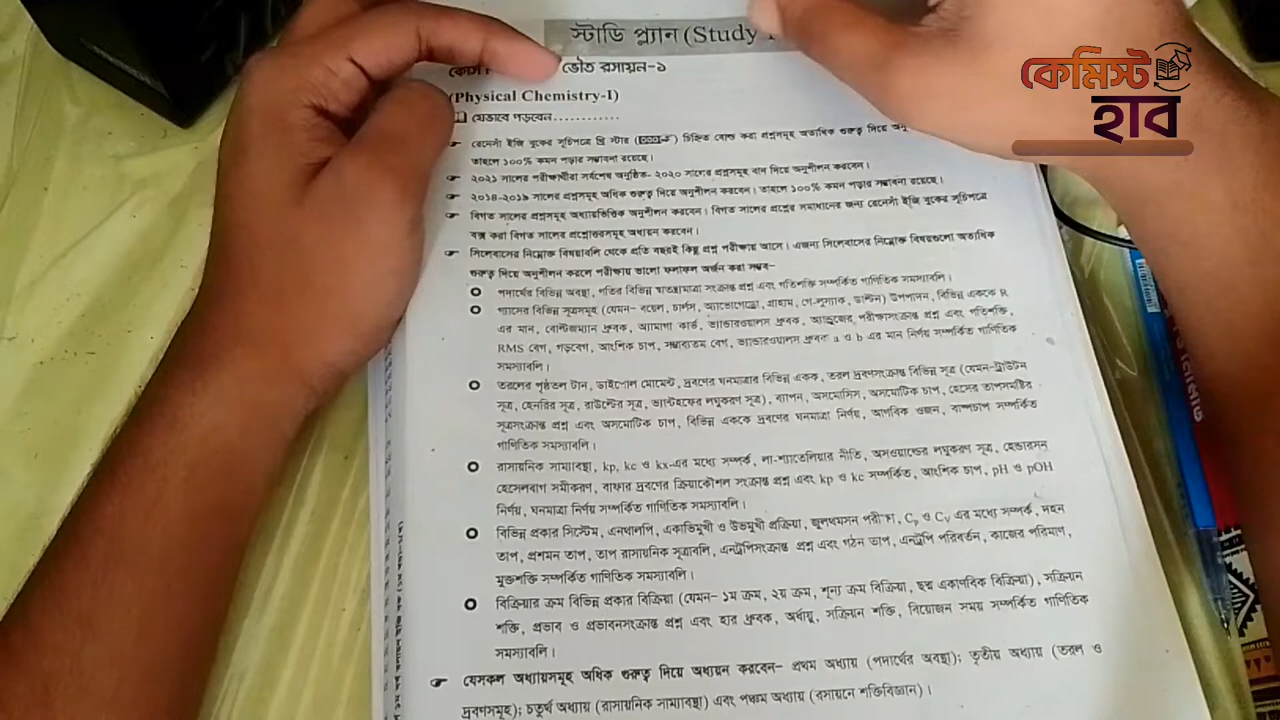 স্টাডি প্ল্যান (Study
কেমিস্ট
হাব
ভৌত রসায়ন-১
(Physical Chemistry-I)
যেভাবে পড়বেন............
রেনেসাঁ ইজি বুকের সূচিপত্রে থ্রি স্টার ( ) চিহ্নিত বোল্ড করা প্রশ্নসমূহ অত্যধিক গুরুত্ব দিয়ে
তাহলে ১০০% কমন পড়ার সম্ভাবনা রয়েছে।
২০২১ সালের পরীক্ষার্থীরা সর্বশেষ অনুষ্ঠিত- ২০২০ সালের প্রশ্নসমূহ বাদ দিয়ে অনুশীলন করবেন।
২০১৪-২০১৯ সালের প্রশ্নসমূহ অধিক গুরুত্ব দিয়ে অনুশীলন করবেন। তাহলে ১০০% কমন পড়ার সম্ভাবনা রয়েছে।
বিগত সালের প্রশ্নসমূহ অধ্যায়ভিত্তিক অনুশীলন করবেন। বিগত সালের প্রশ্নের সমাধানের জন্য রেনেসাঁ ইজি বুকের সূচিপত্রে
বক্স করা বিগত সালের প্রশ্নোত্তরসমূহ অধ্যয়ন করবেন।
সিলেবাসের নিম্নোক্ত বিষয়াবলি থেকে প্রতি বছরই কিছু প্রশ্ন পরীক্ষায় আসে। এজন্য সিলেবাসের নিম্নোক্ত বিষয়গুলো অত্যধিক
গুরুত্ব দিয়ে অনুশীলন করলে পরীক্ষায় ভালো ফলাফল অর্জন করা সম্ভব-
পদার্থের বিভিন্ন অবস্থা, গতির বিভিন্ন স্বাতন্ত্র্যমাত্রা সংক্রান্ত প্রশ্ন এবং গতিশক্তি সম্পর্কিত গাণিতিক সমস্যাবলি।
গ্যাসের বিভিন্ন সূত্রসমূহ (যেমন- বয়েল, চার্লস, অ্যাভোগেড্রো, গ্রাহাম, গে-লুস্যাক, ডাল্টন) উপপাদন, বিভিন্ন এককে R
এর মান, বোল্টজম্যান ধ্রুবক, অ্যামাগা কার্ভ, ভ্যান্ডারওয়ালস ধ্রুবক, অ্যান্ড্রুজের পরীক্ষাসংক্রান্ত প্রশ্ন এবং গতিশক্তি,
RMS বেগ, গড়বেগ, আংশিক চাপ, সম্ভাব্যতম বেগ, ভ্যান্ডারওয়ালস ধ্রুবক a ও b এর মান নির্ণয় সম্পর্কিত গাণিতিক
সমস্যাবলি।
তরলের পৃষ্ঠতল টান, ডাইপোল মোমেন্ট, দ্রবণের ঘনমাত্রার বিভিন্ন একক, তরল দ্রবণসংক্রান্ত বিভিন্ন সূত্র (যেমন-ট্রাউটন
সূত্র, হেনরির সূত্র, রাউল্টের সূত্র, ভ্যান্টহফের লঘুকরণ সূত্র), ব্যাপন, অসমোসিস, অসমোটিক চাপ, হেসের তাপসমষ্টির
সূত্রসংক্রান্ত প্রশ্ন এবং অসমোটিক চাপ, বিভিন্ন এককে দ্রবণের ঘনমাত্রা নির্ণয়, আণবিক ওজন, বাষ্পচাপ সম্পর্কিত
গাণিতিক সমস্যাবলি।
রাসায়নিক সাম্যাবস্থা, kp, kc ও kx-এর মধ্যে সম্পর্ক, লা-শ্যাতেলিয়ার নীতি, অসওয়াল্ডের লঘুকরণ সূত্র, হেন্ডারসন
হেসেলবাগ সমীকরণ, বাফার দ্রবণের ক্রিয়াকৌশল সংক্রান্ত প্রশ্ন এবং kp ও kc সম্পর্কিত, আংশিক চাপ, pH ও pOH
নির্ণয়, ঘনমাত্রা নির্ণয় সম্পর্কিত গাণিতিক সমস্যাবলি।
বিভিন্ন প্রকার সিস্টেম, এনথালপি, একাভিমুখী ও উভমুখী প্রক্রিয়া, জুলথমসন পরীক্ষা, Cp ও Cv এর মধ্যে সম্পর্ক, দহন
তাপ, প্রশমন তাপ, তাপ রাসায়নিক সূত্রাবলি, এনট্রপিসংক্রান্ত প্রশ্ন এবং গঠন তাপ, এনট্রপি পরিবর্তন, কাজের পরিমাণ,
মুক্তশক্তি সম্পর্কিত গাণিতিক সমস্যাবলি।
বিক্রিয়ার ক্রম বিভিন্ন প্রকার বিক্রিয়া (যেমন- ১ম ক্রম, ২য় ক্রম, শূন্য ক্রম বিক্রিয়া, ছদ্ম একাণবিক বিক্রিয়া), সক্রিয়ন
শক্তি, প্রভাব ও প্রভাবনসংক্রান্ত প্রশ্ন এবং হার ধ্রুবক, অর্ধায়ু, সক্রিয়ন শক্তি, বিয়োজন সময় সম্পর্কিত গাণিতিক
সমস্যাবলি।
যেসকল অধ্যায়সমূহ অধিক গুরুত্ব দিয়ে অধ্যয়ন করবেন- প্রথম অধ্যায় (পদার্থের অবস্থা); তৃতীয় অধ্যায় (তরল ও
দ্রবণসমূহ); চতুর্থ অধ্যায় (রাসায়নিক সাম্যাবস্থা) এবং পঞ্চম অধ্যায় (রসায়নে শক্তিবিজ্ঞান)।